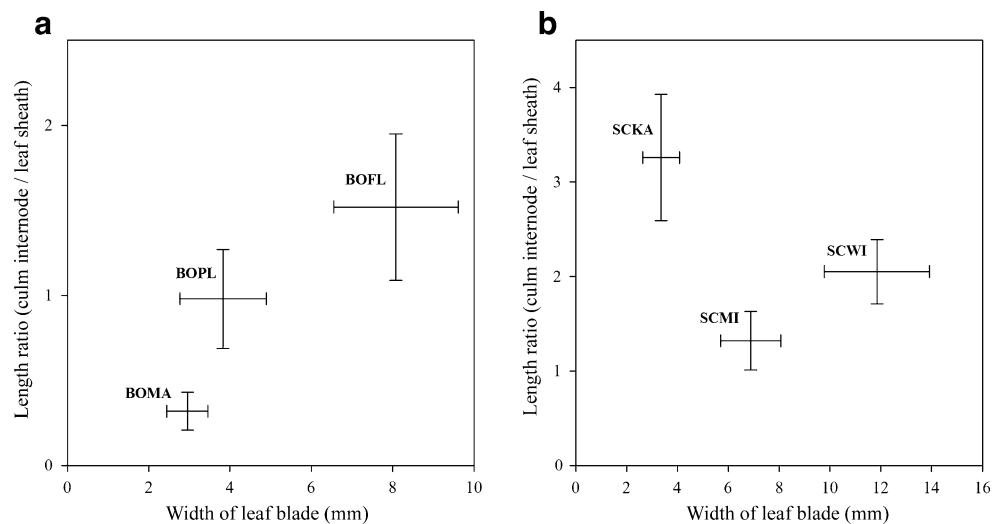 a
Length ratio (culm internode / leaf sheath)
2
1
0
BOFL
BOPL
BOMA
0 2 4 6 8 10
Width of leaf blade (mm)
b
Length ratio (culm internode / leaf sheath)
4
3
2
1
0
SCKA
SCWI
SCMI
0 2 4 6 8 10 12 14 16
Width of leaf blade (mm)